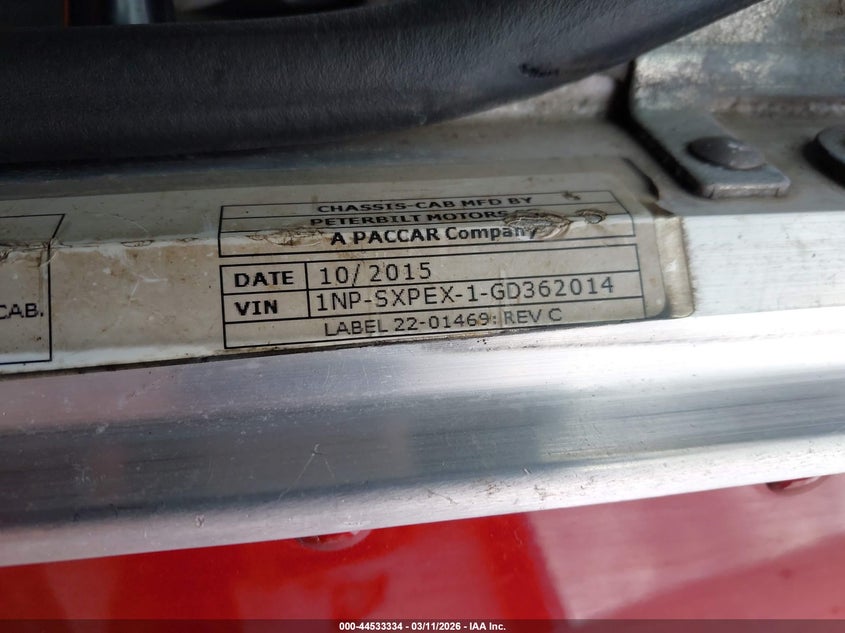 CHASSIS-CAB MFD BY
PETERBILT MOTORS
A PACCAR Company
DATE 10/2015
VIN 1NP-SXPEX-1-GD362014
LABEL 22-01469: REV C
CAB.
000-44533334 | 03/11/2026 | IAA Inc.